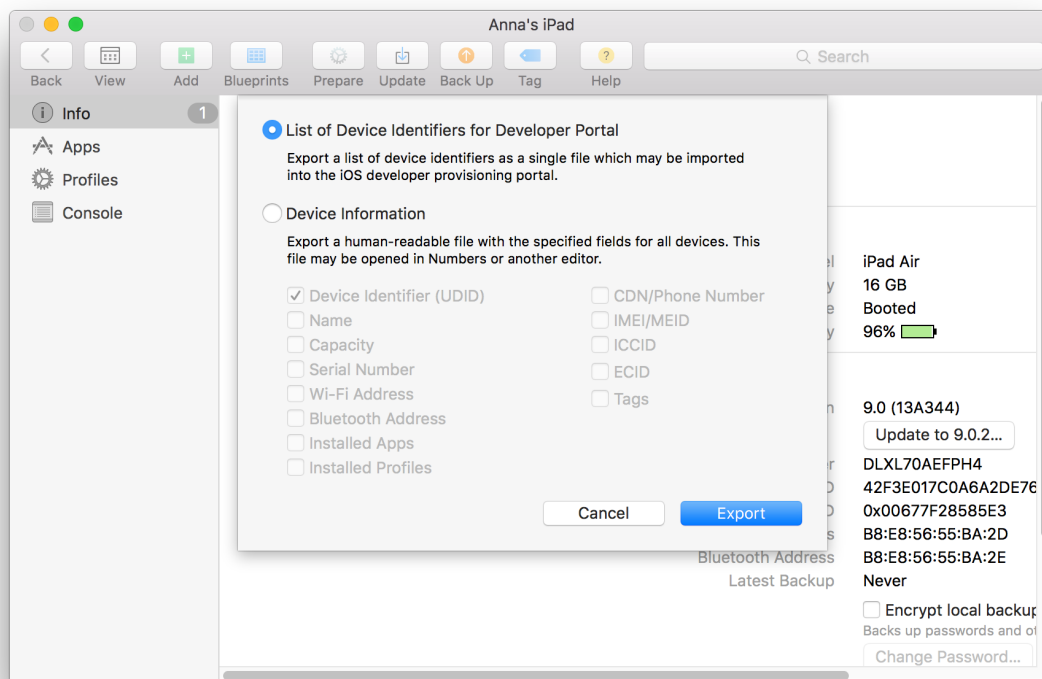 Anna's iPad
Back
View
Add
Blueprints
Prepare
Update
Back Up
Tag
? Help
Search
Info
1
Apps
Profiles
Console
List of Device Identifiers for Developer Portal
Export a list of device identifiers as a single file which may be imported
into the iOS developer provisioning portal.
Device Information
Export a human-readable file with the specified fields for all devices. This
file may be opened in Numbers or another editor.
Device Identifier (UDID)
Name
Capacity
Serial Number
Wi-Fi Address
Bluetooth Address
Installed Apps
Installed Profiles
CDN/Phone Number
IMEI/MEID
ICCID
ECID
Tags
Cancel
Export
iPad Air
16 GB
Booted
96%
9.0 (13A344)
Update to 9.0.2...
DLXL70AEFPH4
42F3E017C0A6A2DE76
0x00677F28585E3
B8:E8:56:55:BA:2D
Bluetooth Address B8:E8:56:55:BA:2E
Latest Backup Never
Encrypt local backup
Backs up passwords and
Change Password...